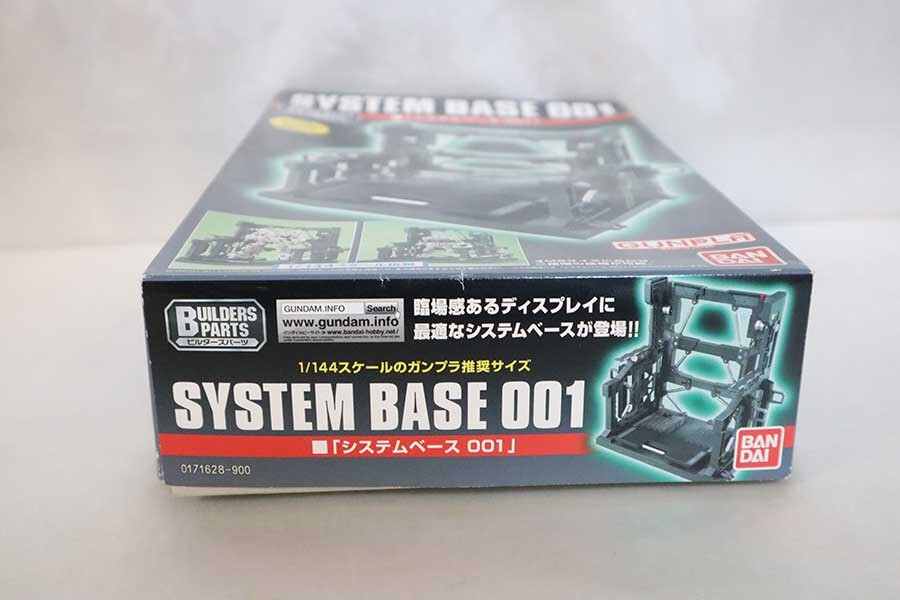 SYSTEM BASE 001
GUNPLA
BAN
DAI
BUILDERS
PARTS
ビルダーズパーツ
GUNDAM.INFO Search
www.gundam.info
臨場感あるディスプレイに
最適なシステムベースが登場!!
1/144スケールのガンプラ推奨サイズ
SYSTEM BASE 001
■「システムベース 001」
0171628-900
BAN
DAI